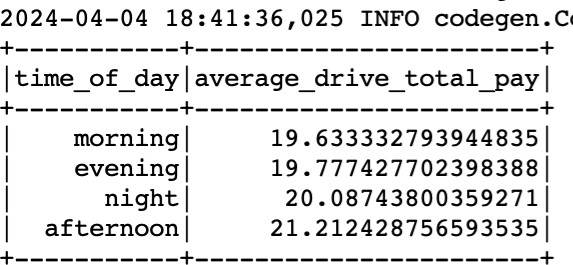 2024-04-04 18:41:36,025 INFO codegen.Co
+-----------+-----------------------+
|time_of_day|average_drive_total_pay|
+-----------+-----------------------+
|    morning|     19.633332793944835|
|    evening|     19.777427702398388|
|      night|      20.08743800359271|
|  afternoon|     21.212428756593535|
+-----------+-----------------------+